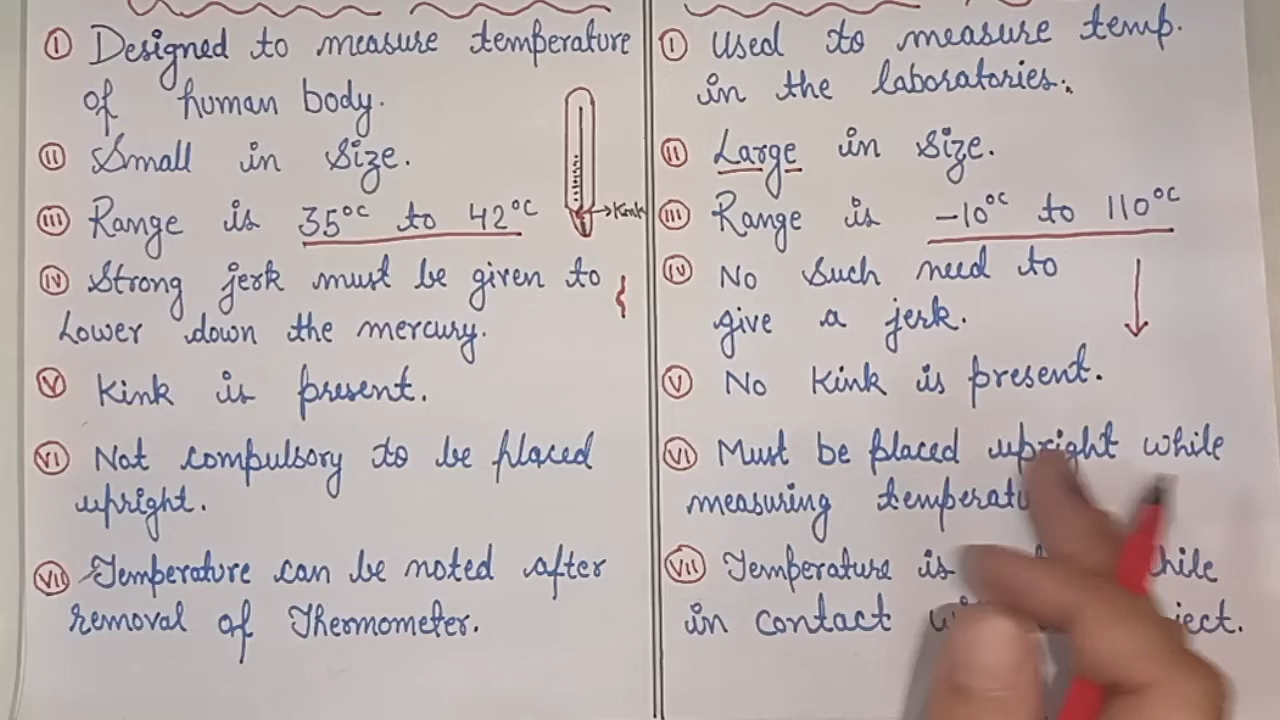 ① Designed to measure temperature
of human body.
② Small in size.
③ Range is 35°C to 42°C
④ Strong jerk must be given to
Lower down the mercury.
⑤ Kink is present.
⑥ Not compulsory to be placed
upright.
⑦ Temperature can be noted after
removal of Thermometer.
→Kink
① Used to measure temp.
in the laboratories.
② Large in size.
③ Range is -10°C to 110°C
④ No such need to
give a jerk.
⑤ No Kink is present.
⑥ Must be placed upright while
measuring
⑦ Temperature is while
in contact